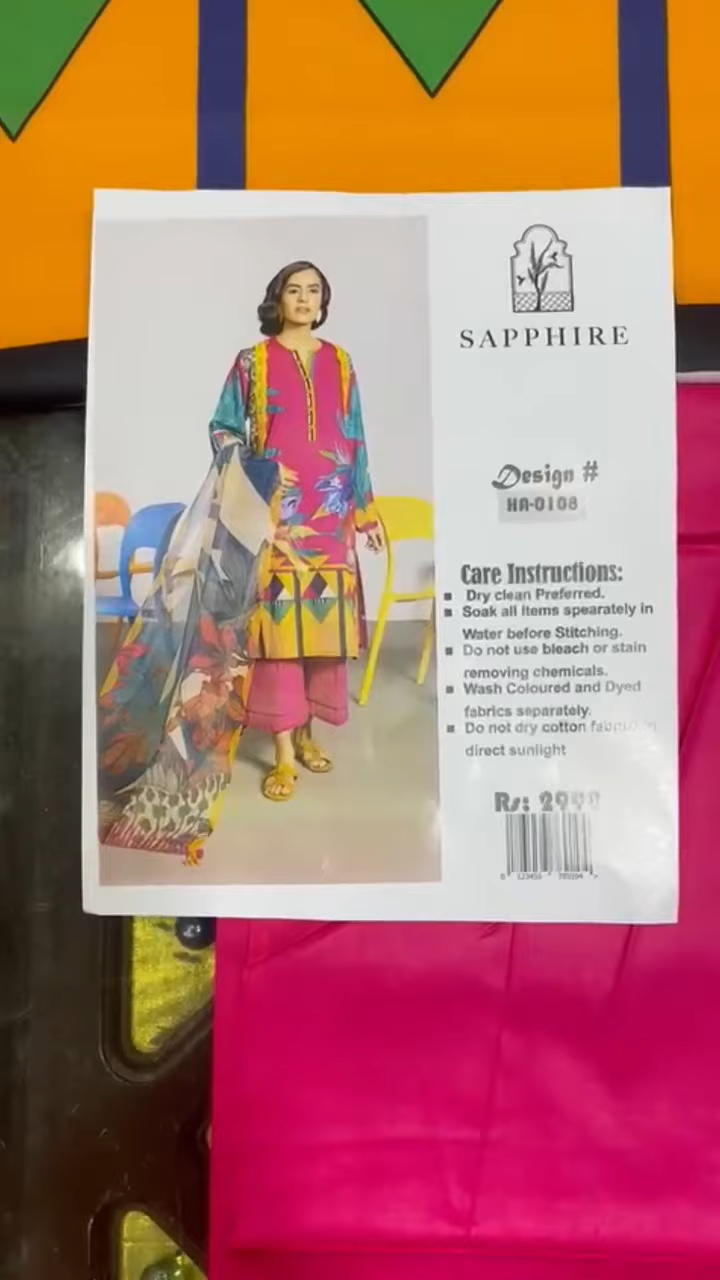 SAPPHIRE
Design #
HA-0108
Care Instructions:
Dry clean Preferred.
Soak all items spearately in
Water before Stitching.
Do not use bleach or stain
removing chemicals.
Wash Coloured and Dyed
fabrics separately.
Do not dry cotton
direct sunlight
Rs: